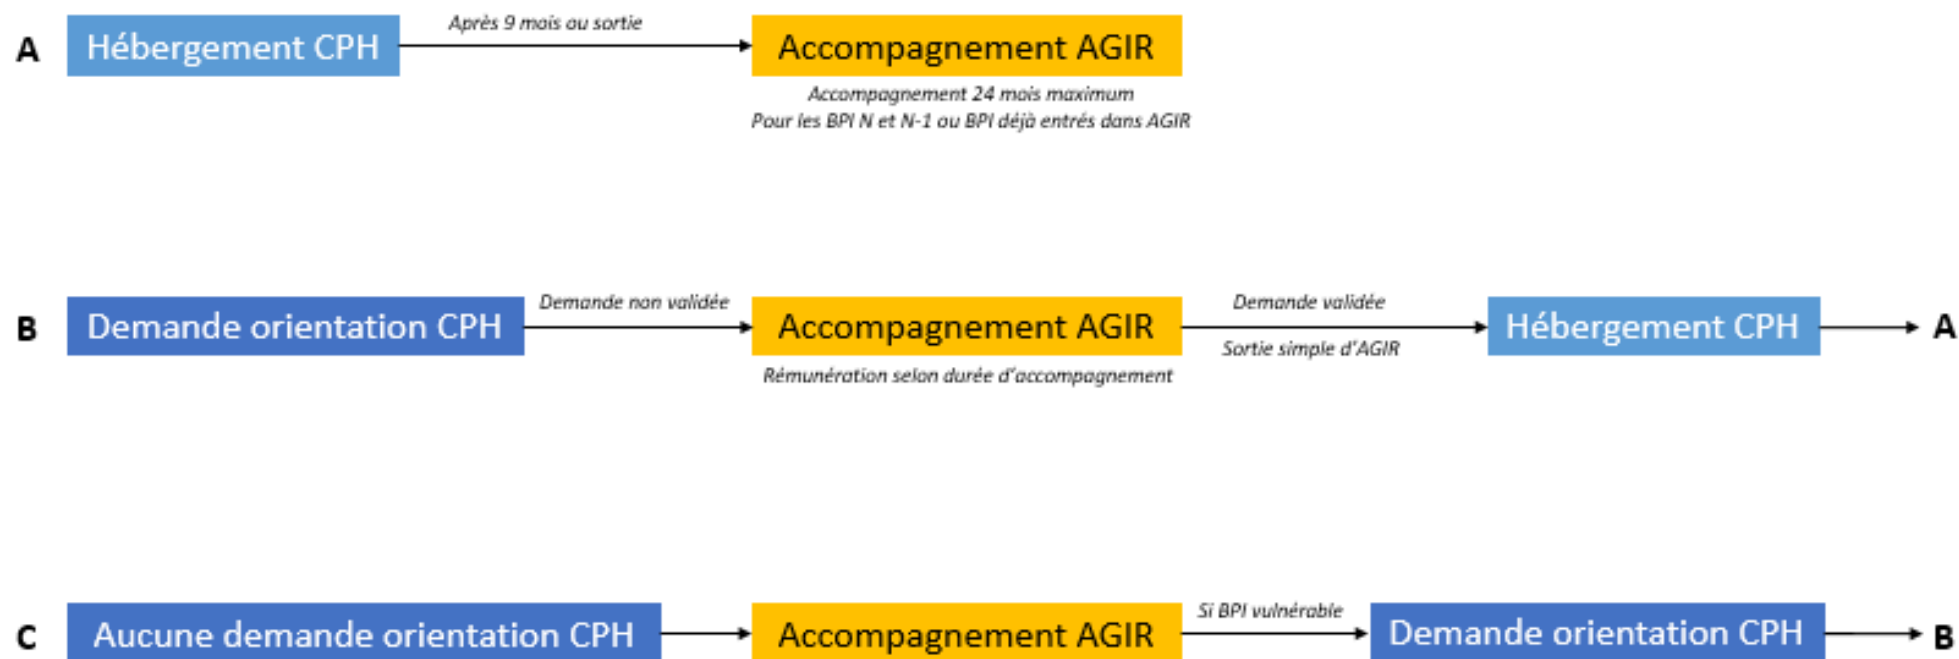 A Hébergement CPH Après 9 mois ou sortie Accompagnement AGIR
Accompagnement 24 mois maximum
Pour les BPI N et N-1 ou BPI déjà entrés dans AGIR
B Demande orientation CPH Demande non validée Accompagnement AGIR Demande validée Hébergement CPH A
Sortie simple d'AGIR
Rémunération selon durée d'accompagnement
C Aucune demande orientation CPH Accompagnement AGIR Si BPI vulnérable Demande orientation CPH B